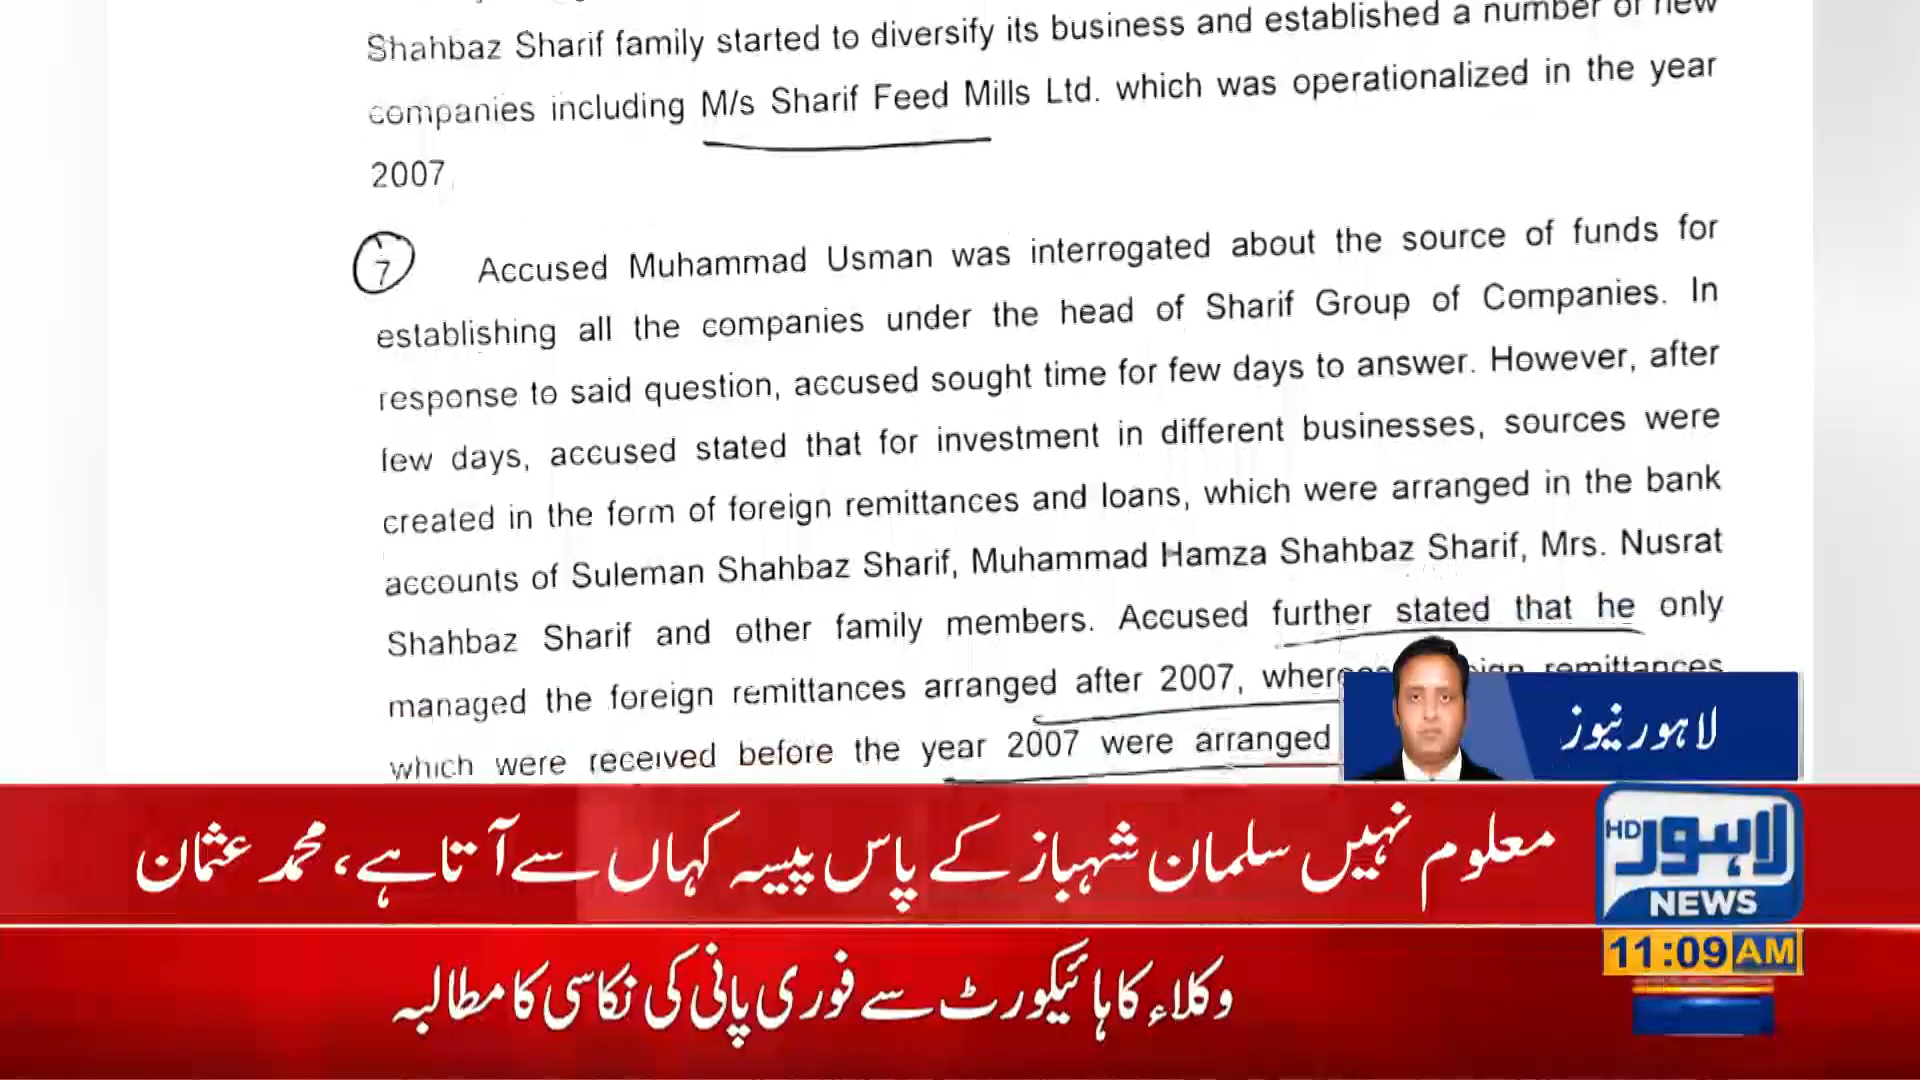 Shahbaz Sharif family started to diversify its business and established a number of new
companies including M/s Sharif Feed Mills Ltd. which was operationalized in the year
2007
7 Accused Muhammad Usman was interrogated about the source of funds for
establishing all the companies under the head of Sharif Group of Companies. In
response to said question, accused sought time for few days to answer. However, after
few days, accused stated that for investment in different businesses, sources were
created in the form of foreign remittances and loans, which were arranged in the bank
accounts of Suleman Shahbaz Sharif, Muhammad Hamza Shahbaz Sharif, Mrs. Nusrat
Shahbaz Sharif and other family members. Accused further stated that he only
managed the foreign remittances arranged after 2007, remittances
which were received before the year 2007 were arranged
لاہور نیوز
معلوم نہیں سلمان شہباز کے پاس پیسہ کہاں سے آتا ہے، محمد عثمان
لاہور HD
NEWS
11:09 AM
وکلاء کا ہائیکورٹ سے فوری پانی کی نکاسی کا مطالبہ